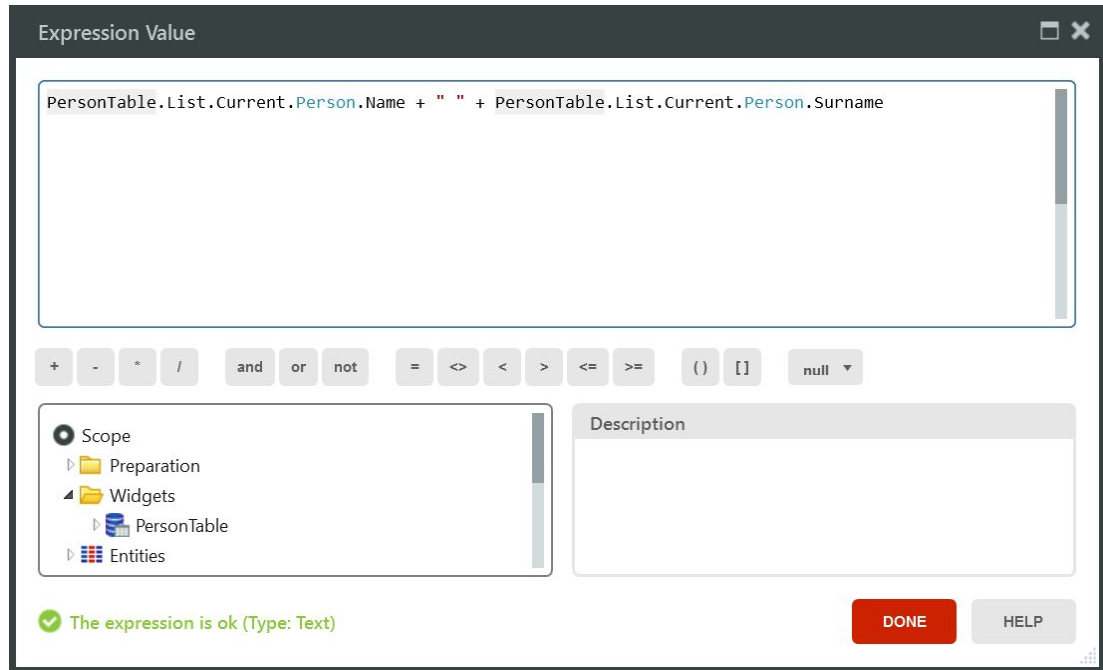 Expression Value
PersonTable.List.Current.Person.Name + " " + PersonTable.List.Current.Person.Surname
+ - * / and or not = <> < > <= >= ( ) [ ] null
Scope
Preparation
Widgets
PersonTable
Entities
Description
The expression is ok (Type: Text)
DONE HELP